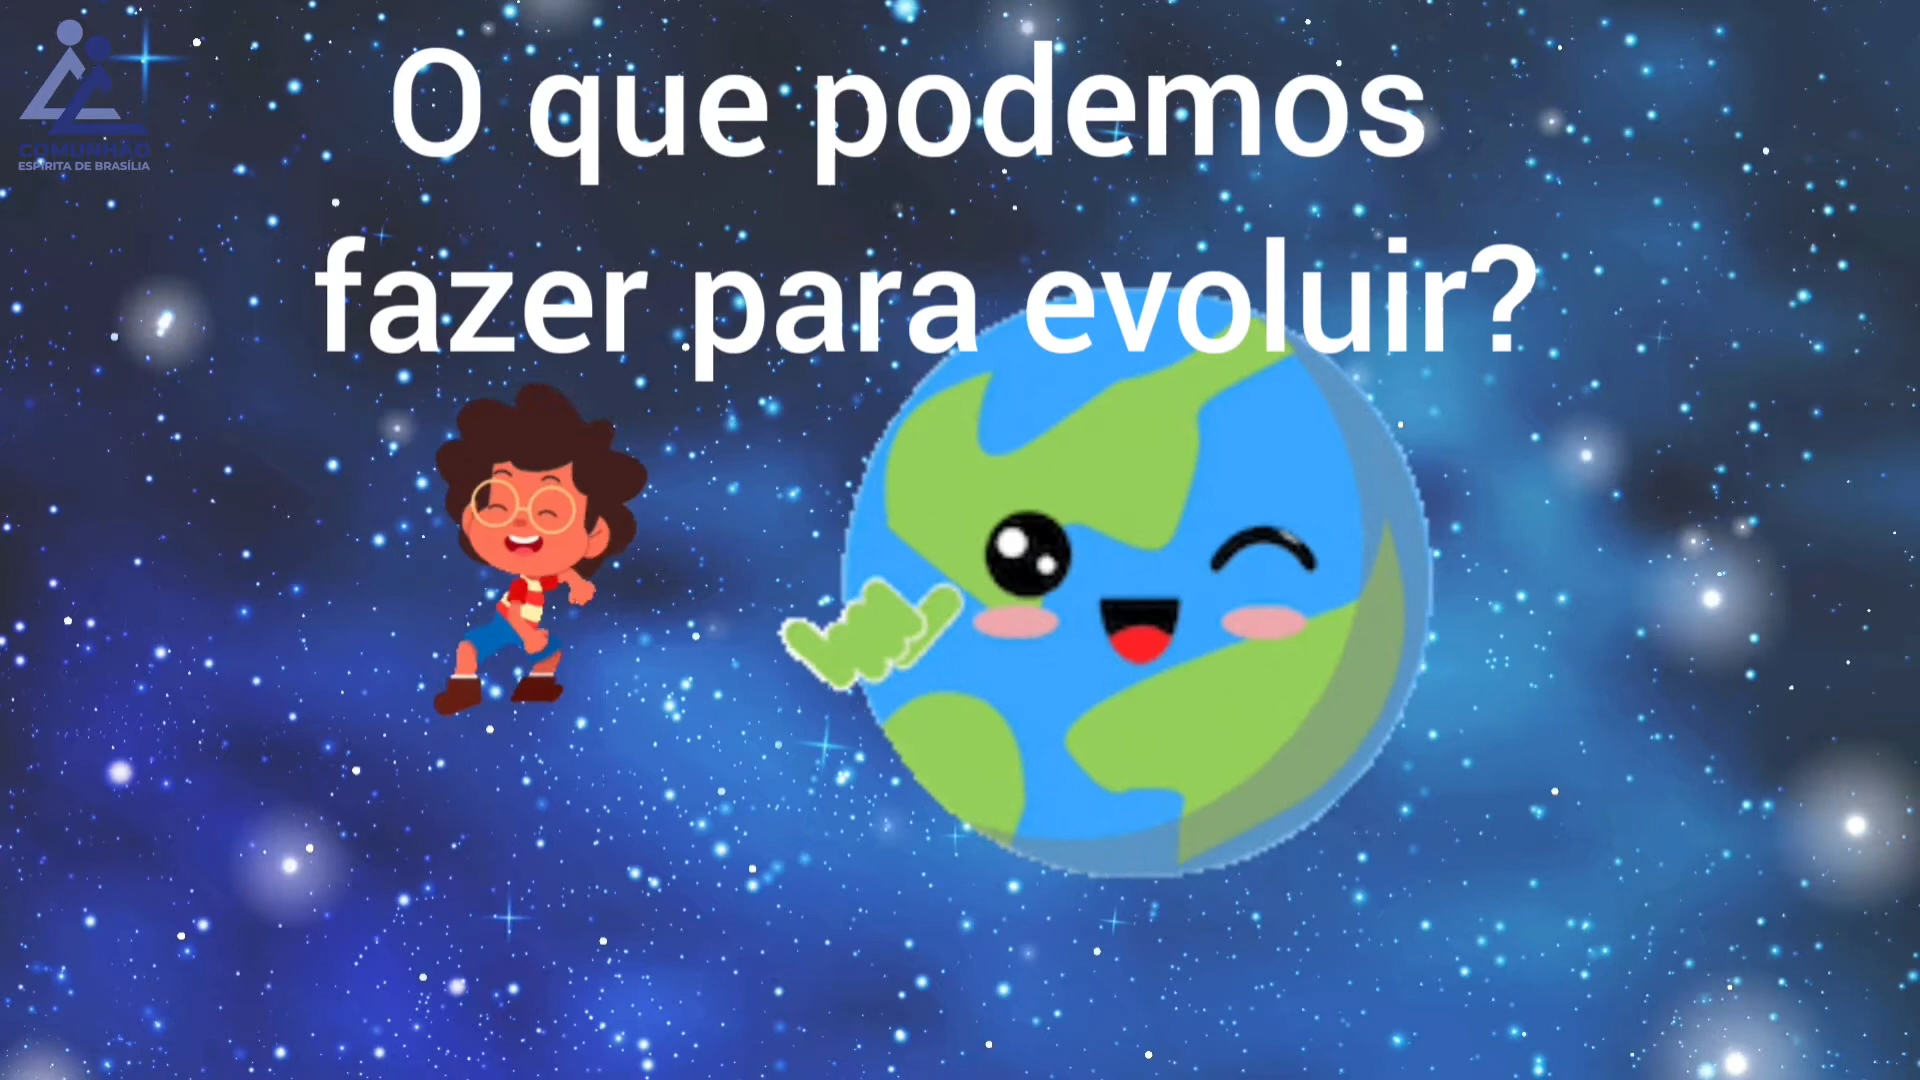 COMUNHÃO
ESPÍRITA DE BRASÍLIA
O que podemos
fazer para evoluir?